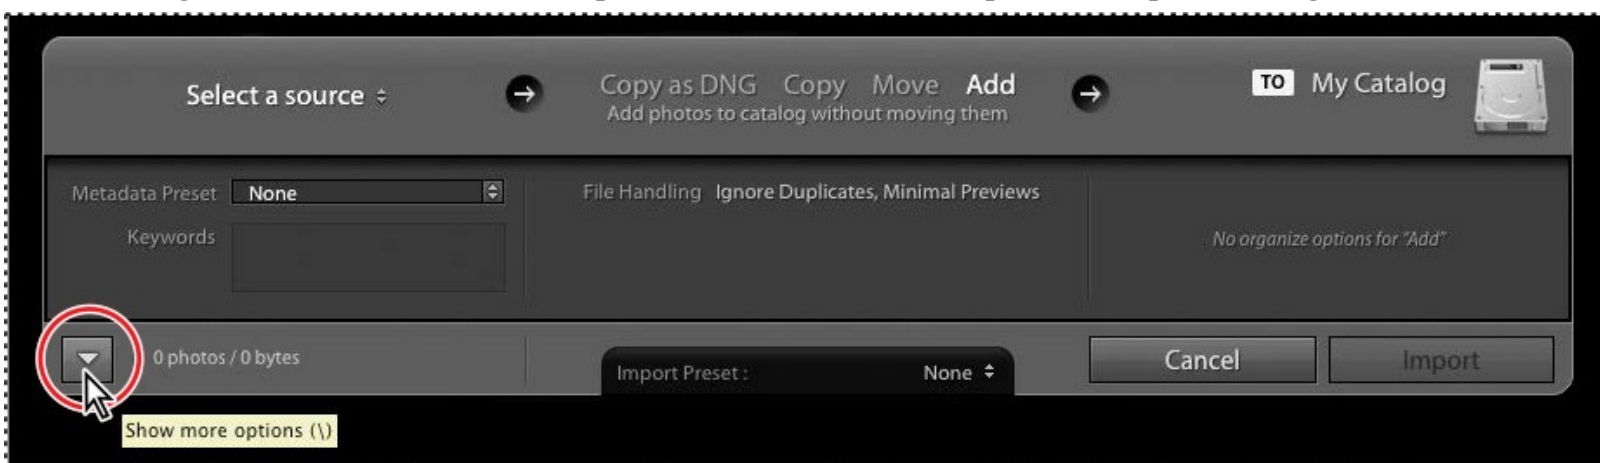 Select a source
Copy as DNG Copy Move Add
Add photos to catalog without moving them
TO My Catalog
Metadata Preset None
Keywords
File Handling Ignore Duplicates, Minimal Previews
No organize options for "Add"
0 photos / 0 bytes
Import Preset : None
Cancel
Import
Show more options (\)